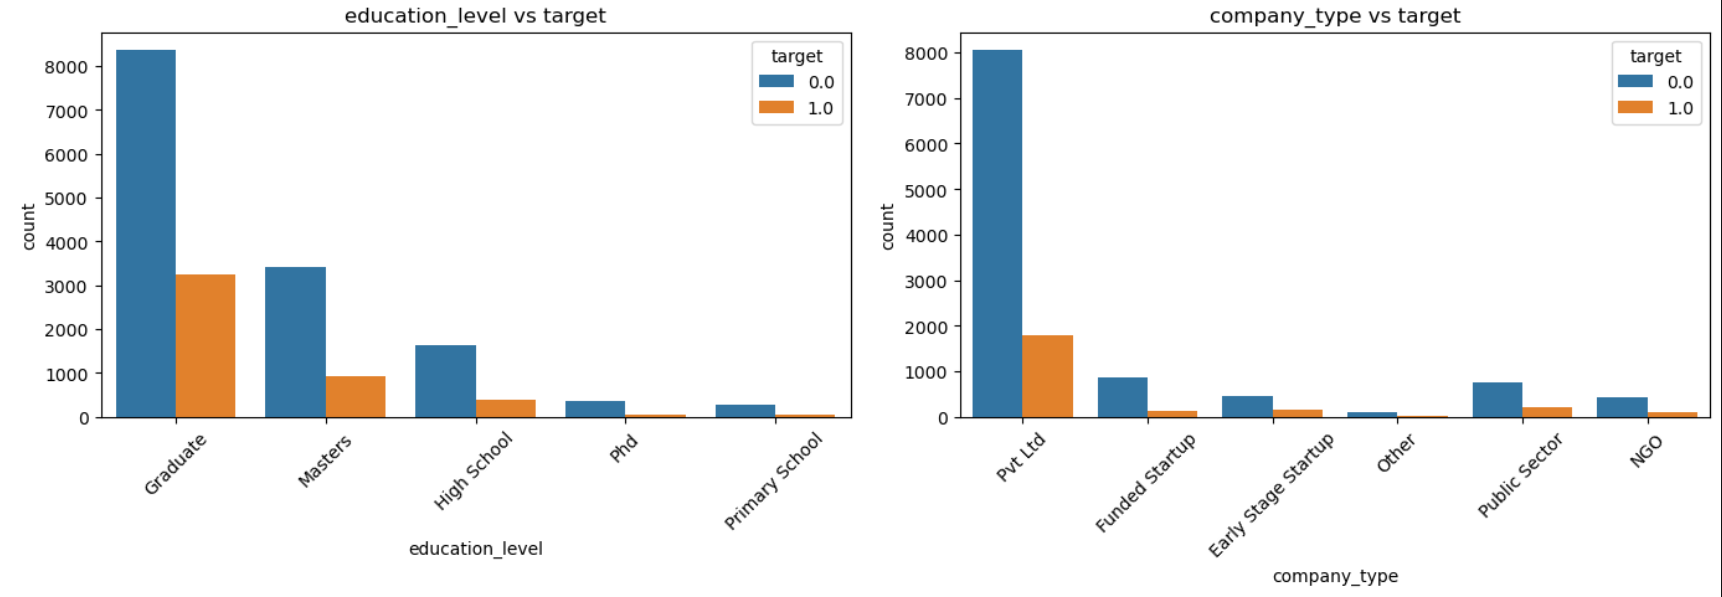 education_level vs target
8000
7000
6000
5000
4000
3000
2000
1000
0
count
target
0.0
1.0
Graduate
Masters
High School
Phd
Primary School
education_level
company_type vs target
8000
7000
6000
5000
4000
3000
2000
1000
0
count
target
0.0
1.0
Pvt Ltd
Funded Startup
Early Stage Startup
Other
Public Sector
NGO
company_type